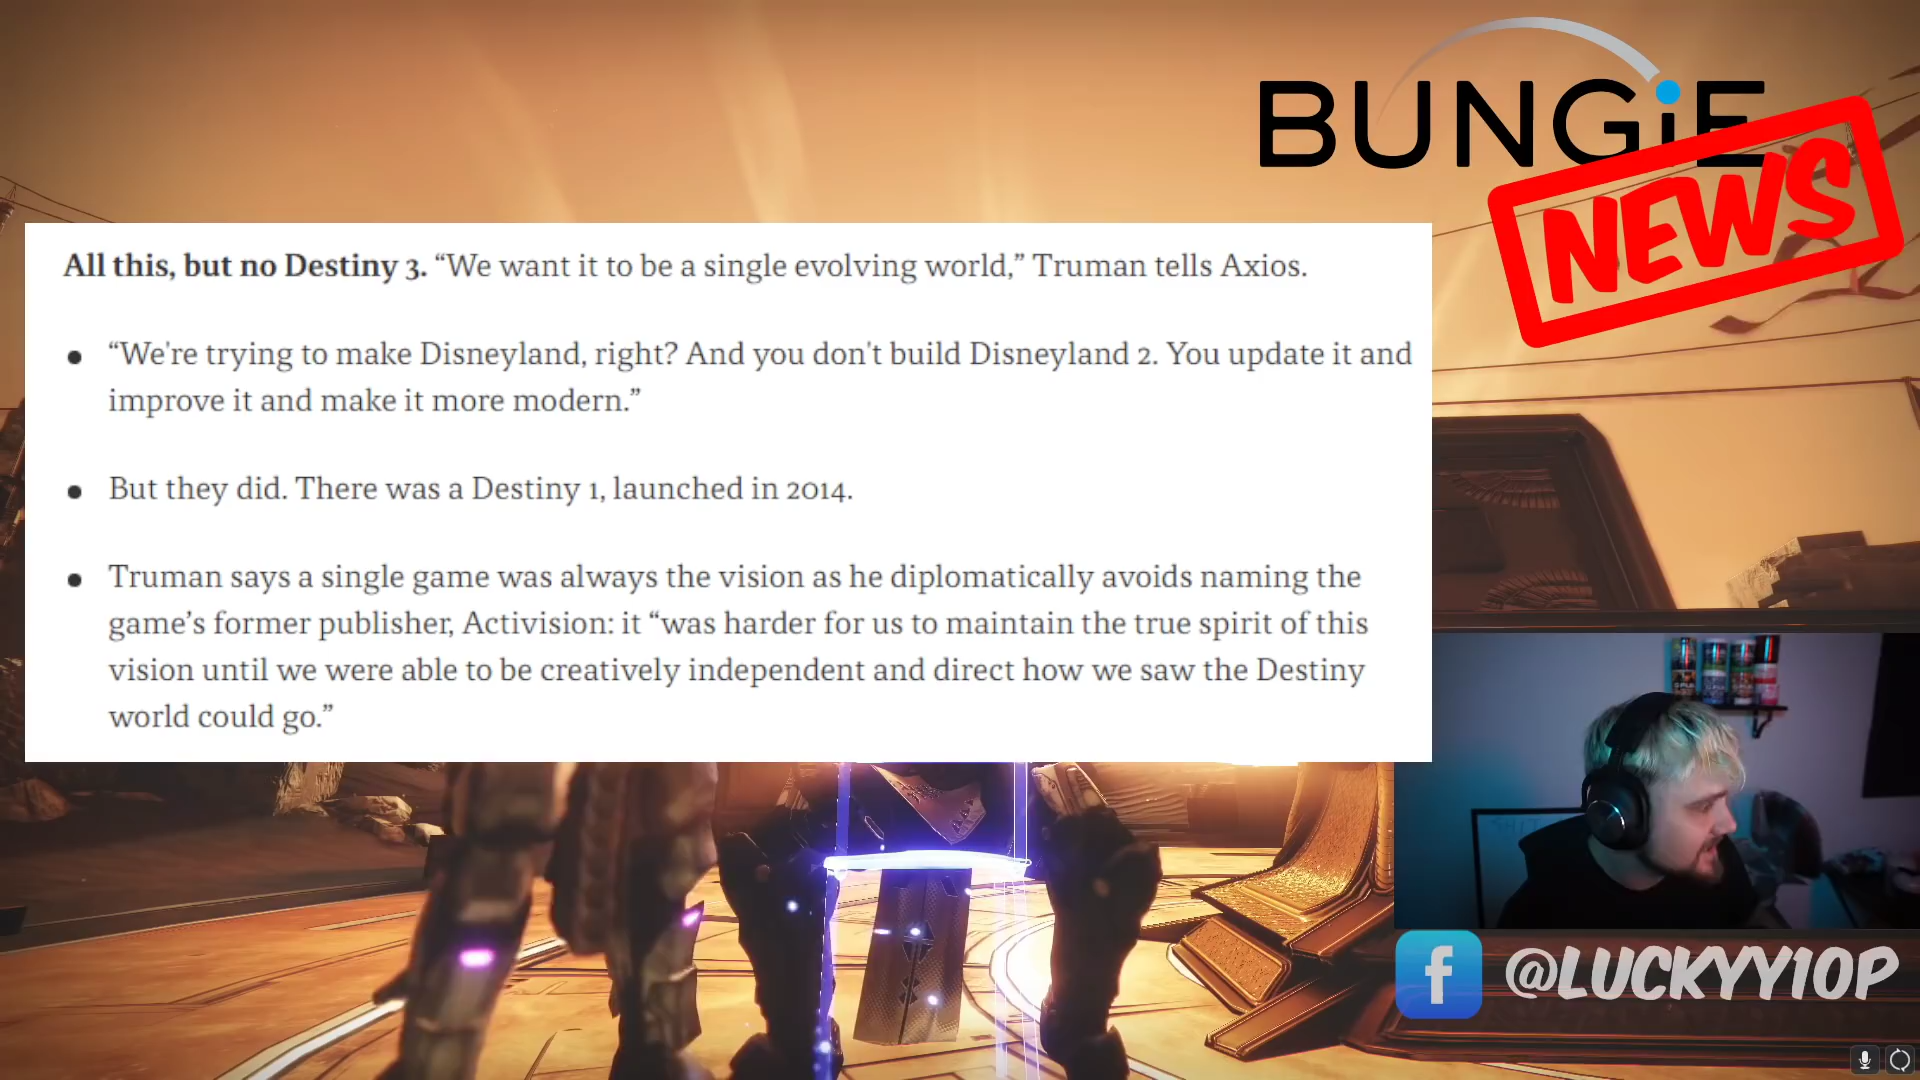 BUNGiE
NEWS
All this, but no Destiny 3. “We want it to be a single evolving world,” Truman tells Axios.
“We're trying to make Disneyland, right? And you don't build Disneyland 2. You update it and
improve it and make it more modern.”
But they did. There was a Destiny 1, launched in 2014.
Truman says a single game was always the vision as he diplomatically avoids naming the
game’s former publisher, Activision: it “was harder for us to maintain the true spirit of this
vision until we were able to be creatively independent and direct how we saw the Destiny
world could go.”
f @LUCKYY10P